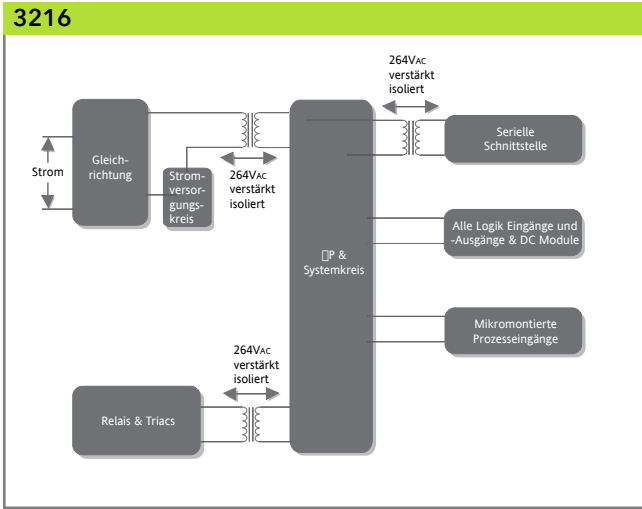 3216
264VAC
verstärkt
isoliert
Strom
Gleich-
richtung
Strom-
versor-
gungs-
kreis
264VAC
verstärkt
isoliert
□P &
Systemkreis
Serielle
Schnittstelle
Alle Logik Eingänge und
-Ausgänge & DC Module
Mikromontierte
Prozesseingänge
264VAC
verstärkt
isoliert
Relais & Triacs